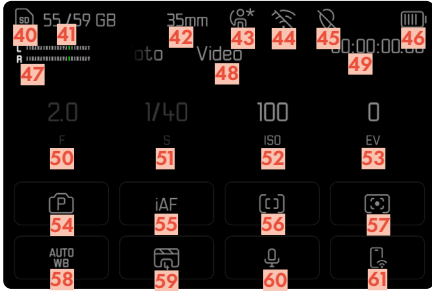 SD 55/59 GB 35mm
40 41 42 43 44 45 46
L
R
oto Video 00:00:00.00
47 48 49
2.0 1/40 100 0
F S ISO EV
50 51 52 53
P iAF
54 55 56 57
AUTO
WB
58 59 60 61